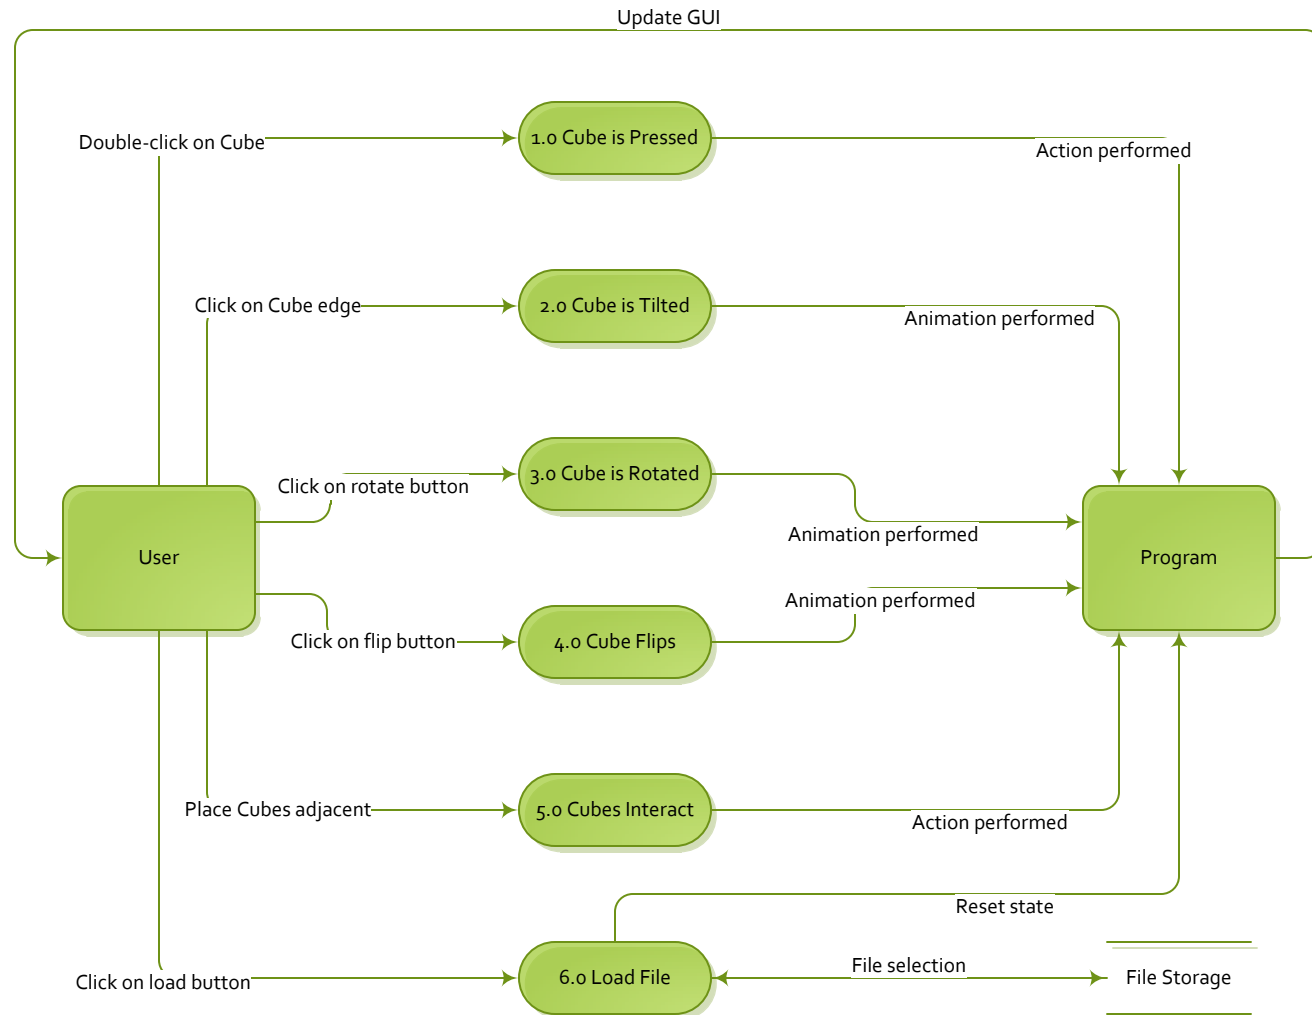 Update GUI
Double-click on Cube
1.0 Cube is Pressed
Action performed
Click on Cube edge
2.0 Cube is Tilted
Animation performed
Click on rotate button
3.0 Cube is Rotated
Animation performed
User
Program
Animation performed
Click on flip button
4.0 Cube Flips
Place Cubes adjacent
5.0 Cubes Interact
Action performed
Reset state
Click on load button
6.0 Load File
File selection
File Storage